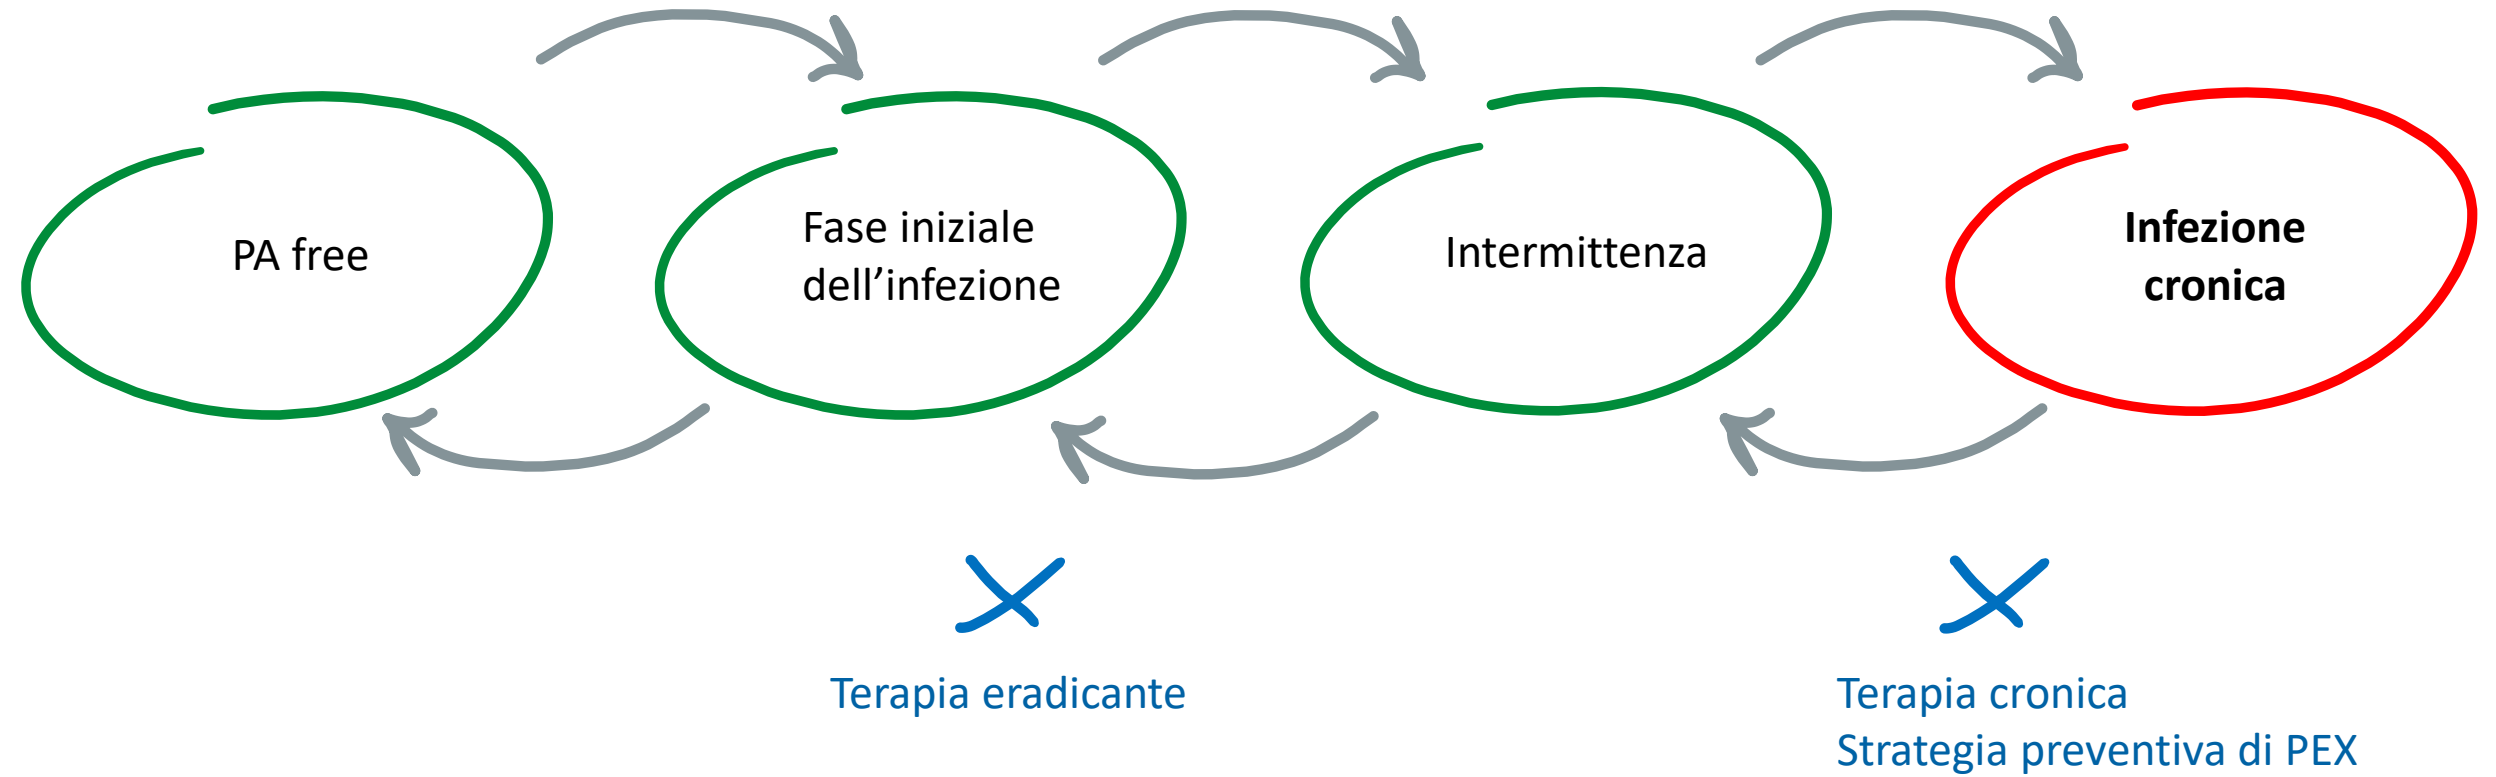 PA free
Fase iniziale
dell’infezione
Intermittenza
Infezione
cronica
Terapia eradicante
Terapia cronica
Strategia preventiva di PEX